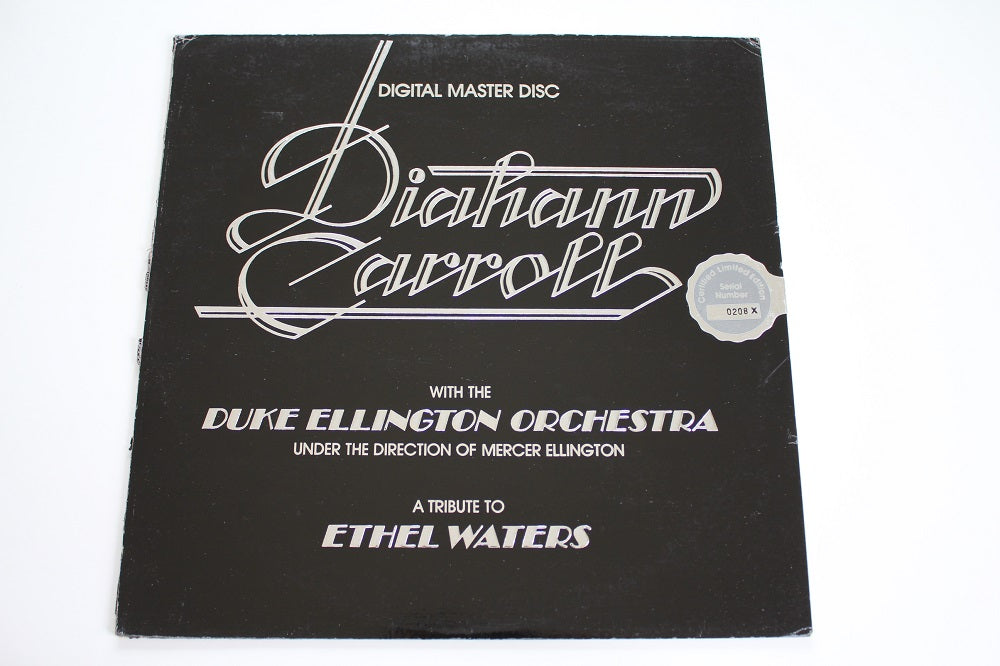 DIGITAL MASTER DISC
Diahann
Carroll
Certified Limited Edition
Serial
Number
0208 X
WITH THE
DUKE ELLINGTON ORCHESTRA
UNDER THE DIRECTION OF MERCER ELLINGTON
A TRIBUTE TO
ETHEL WATERS